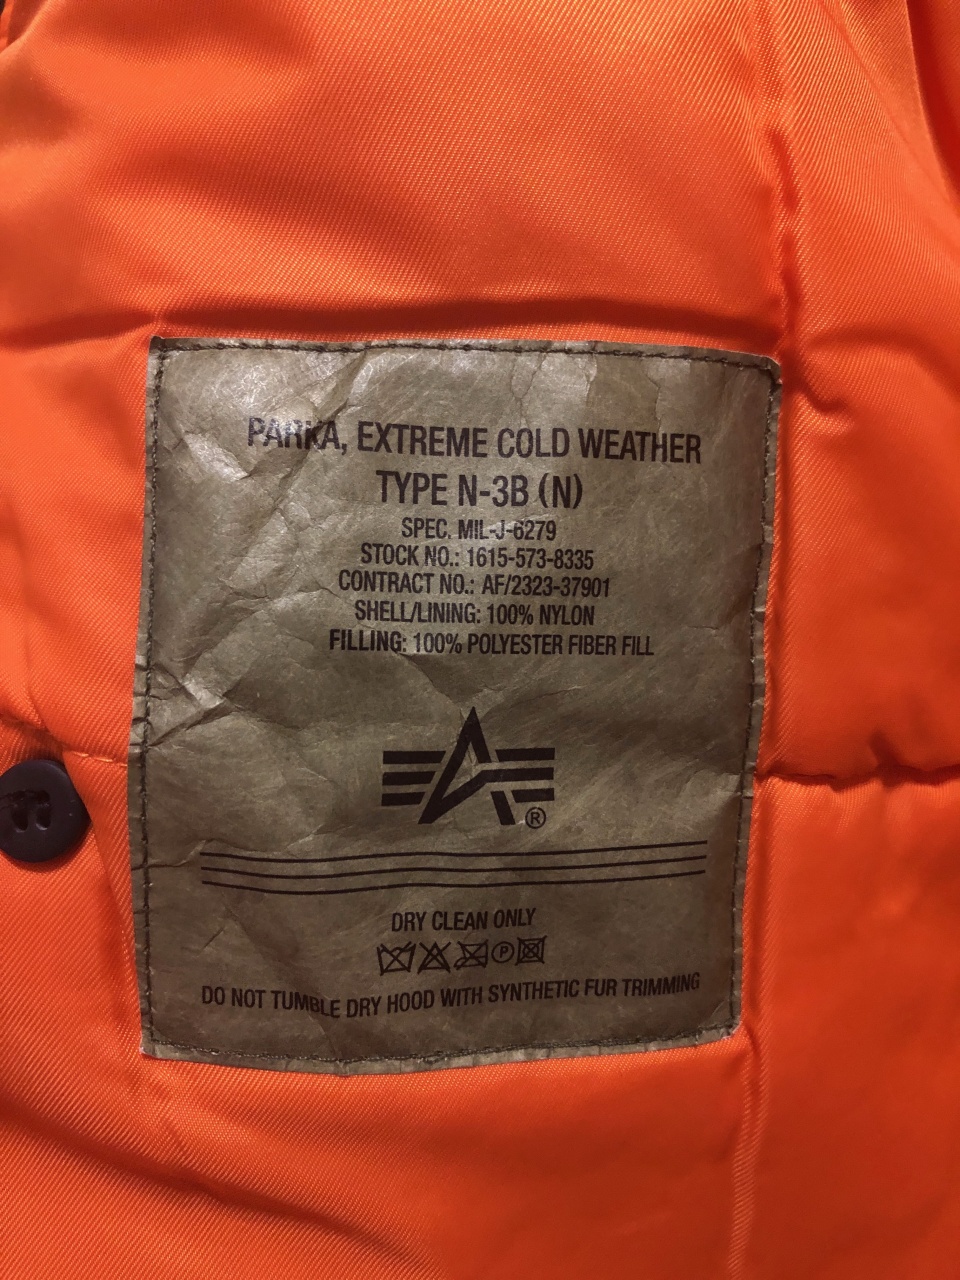 PARKA, EXTREME COLD WEATHER
TYPE N-3B (N)
SPEC. MIL-J-6279
STOCK NO.: 1615-573-8335
CONTRACT NO.: AF/2323-37901
SHELL/LINING: 100% NYLON
FILLING: 100% POLYESTER FIBER FILL
®
DRY CLEAN ONLY
P
DO NOT TUMBLE DRY HOOD WITH SYNTHETIC FUR TRIMMING